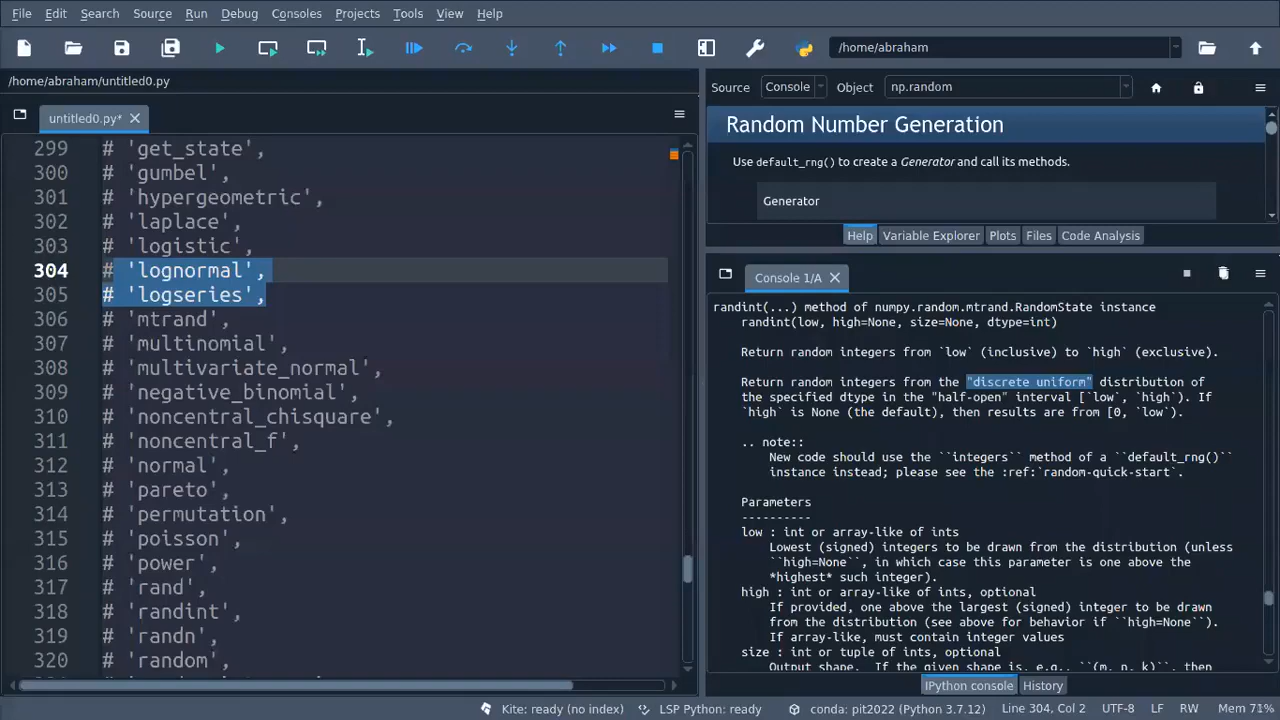 File Edit Search Source Run Debug Consoles Projects Tools View Help
/home/abraham
/home/abraham/untitled0.py
untitled0.py*
299 # 'get_state',
300 # 'gumbel',
301 # 'hypergeometric',
302 # 'laplace',
303 # 'logistic',
304 # 'lognormal',
305 # 'logseries',
306 # 'mtrand',
307 # 'multinomial',
308 # 'multivariate_normal',
309 # 'negative_binomial',
310 # 'noncentral_chisquare',
311 # 'noncentral_f',
312 # 'normal',
313 # 'pareto',
314 # 'permutation',
315 # 'poisson',
316 # 'power',
317 # 'rand',
318 # 'randint',
319 # 'randn',
320 # 'random',
Source Console Object np.random
Random Number Generation
Use default_rng() to create a Generator and call its methods.
Generator
Help Variable Explorer Plots Files Code Analysis
Console 1/A
randint(...) method of numpy.random.mtrand.RandomState instance
randint(low, high=None, size=None, dtype=int)
Return random integers from `low` (inclusive) to `high` (exclusive).
Return random integers from the "discrete uniform" distribution of
the specified dtype in the "half-open" interval [`low`, `high`). If
`high` is None (the default), then results are from [0, `low`).
.. note::
New code should use the ``integers`` method of a ``default_rng()``
instance instead; please see the :ref:`random-quick-start`.
Parameters
----------
low : int or array-like of ints
Lowest (signed) integers to be drawn from the distribution (unless
``high=None``, in which case this parameter is one above the
*highest* such integer).
high : int or array-like of ints, optional
If provided, one above the largest (signed) integer to be drawn
from the distribution (see above for behavior if ``high=None``).
If array-like, must contain integer values
size : int or tuple of ints, optional
Output shape. If the given shape is, e.g., ``(m, n, k)``, then
IPython console History
Kite: ready (no index) LSP Python: ready conda: pit2022 (Python 3.7.12) Line 304, Col 2 UTF-8 LF RW Mem 71%